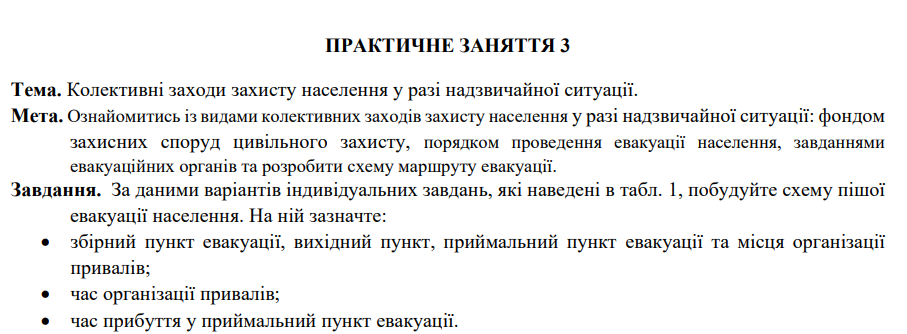 ПРАКТИЧНЕ ЗАНЯТТЯ 3
Тема. Колективні заходи захисту населення у разі надзвичайної ситуації.
Мета. Ознайомитись із видами колективних заходів захисту населення у разі надзвичайної ситуації: фондом
захисних споруд цивільного захисту, порядком проведення евакуації населення, завданнями
евакуаційних органів та розробити схему маршруту евакуації.
Завдання. За даними варіантів індивідуальних завдань, які наведені в табл. 1, побудуйте схему пішої
евакуації населення. На ній зазначте:
• збірний пункт евакуації, вихідний пункт, приймальний пункт евакуації та місця організації
привалів;
• час організації привалів;
• час прибуття у приймальний пункт евакуації.